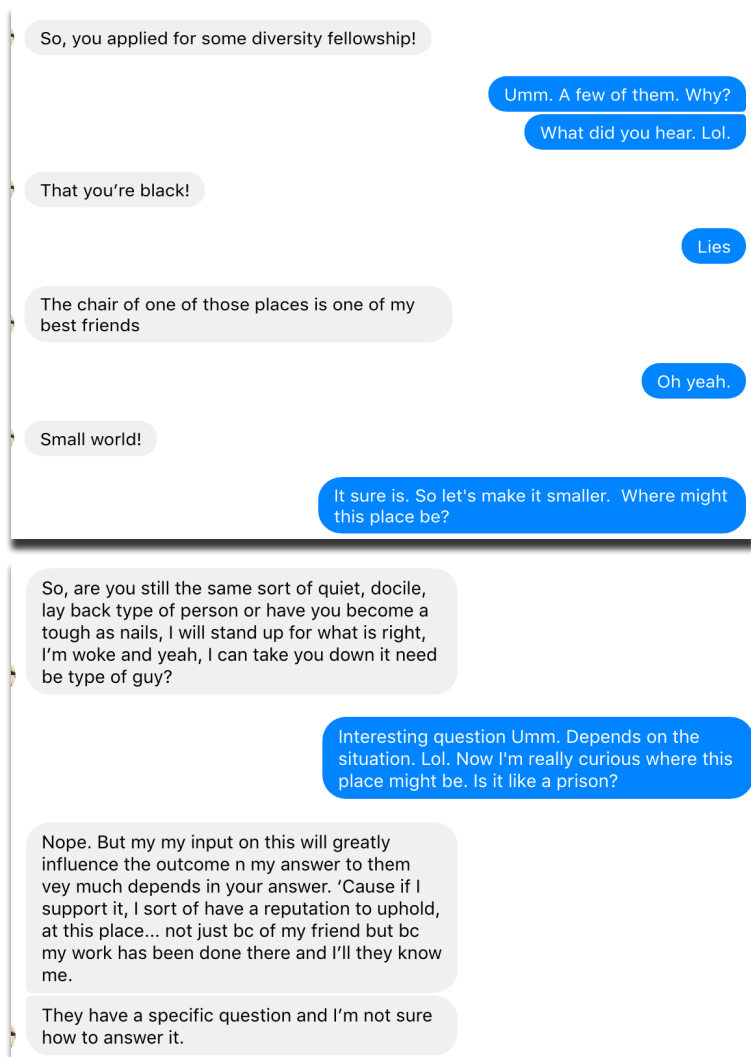 So, you applied for some diversity fellowship!
Umm. A few of them. Why?
What did you hear. Lol.
That you’re black!
Lies
The chair of one of those places is one of my
best friends
Oh yeah.
Small world!
It sure is. So let's make it smaller.  Where might
this place be?
So, are you still the same sort of quiet, docile,
lay back type of person or have you become a
tough as nails, I will stand up for what is right,
I’m woke and yeah, I can take you down it need
be type of guy?
Interesting question Umm. Depends on the
situation. Lol. Now I'm really curious where this
place might be. Is it like a prison?
Nope. But my my input on this will greatly
influence the outcome n my answer to them
vey much depends in your answer. ‘Cause if I
support it, I sort of have a reputation to uphold,
at this place... not just bc of my friend but bc
my work has been done there and I’ll they know
me.
They have a specific question and I’m not sure
how to answer it.